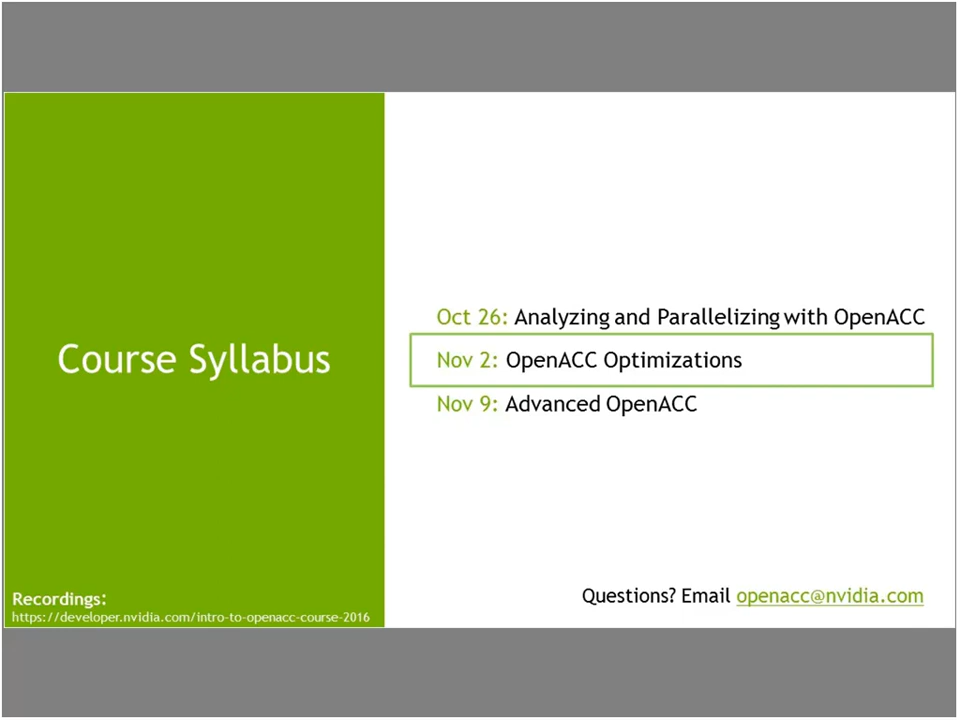 Course Syllabus
Oct 26: Analyzing and Parallelizing with OpenACC
Nov 2: OpenACC Optimizations
Nov 9: Advanced OpenACC
Recordings:
https://developer.nvidia.com/intro-to-openacc-course-2016
Questions? Email openacc@nvidia.com